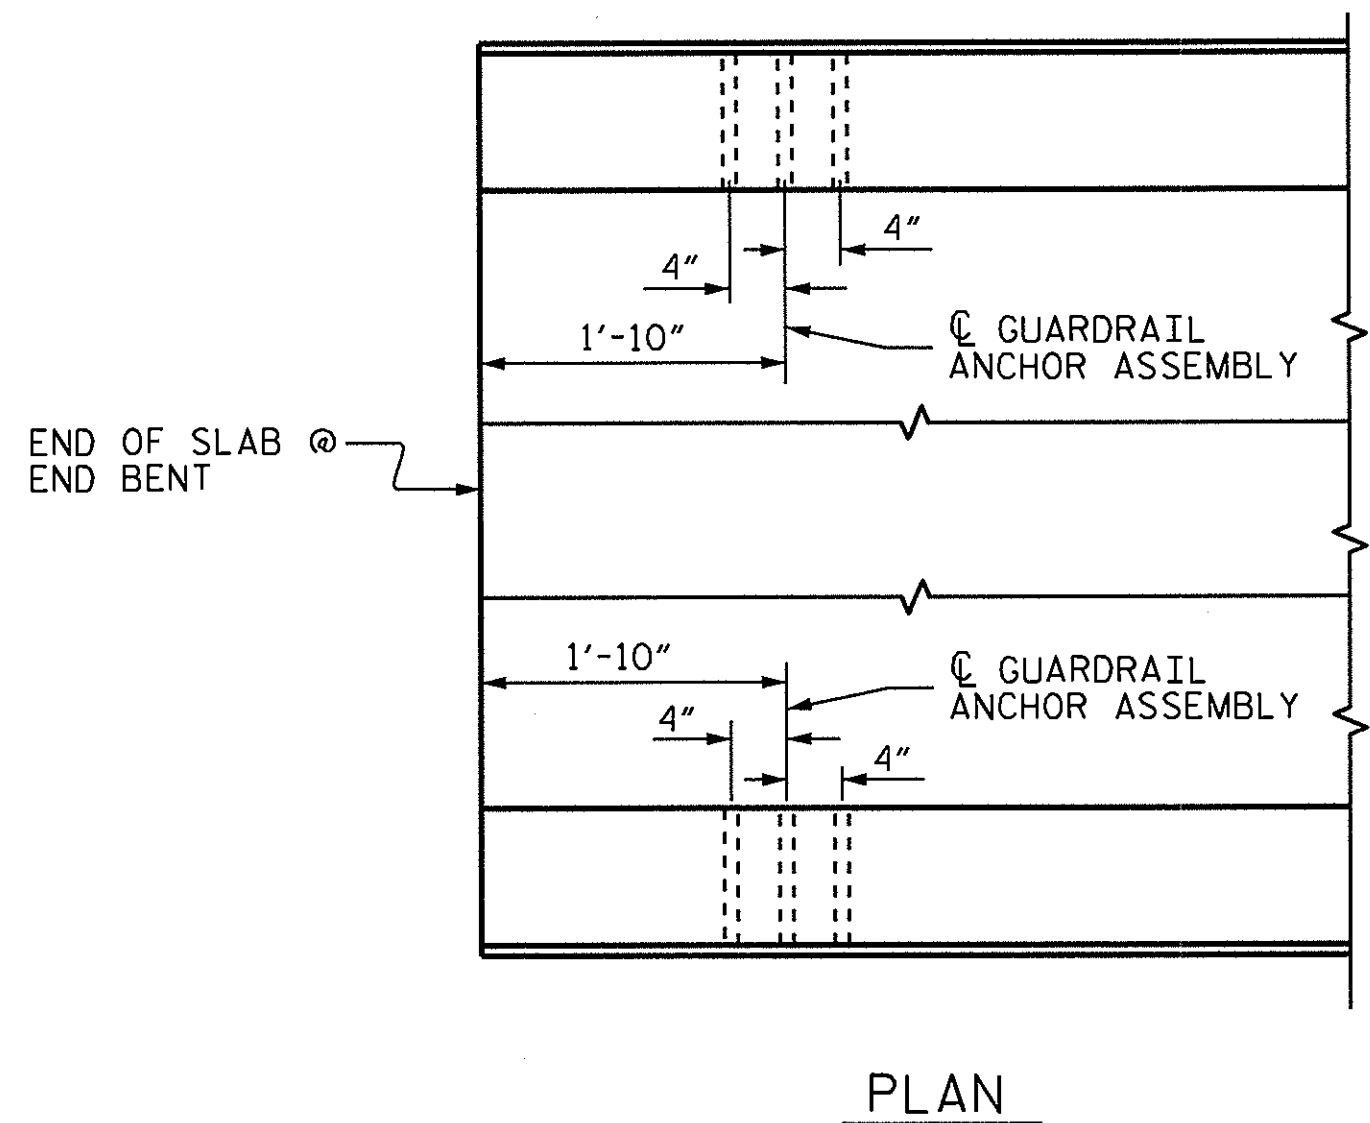 4"
4"
1'-10"
℄ GUARDRAIL
ANCHOR ASSEMBLY
END OF SLAB @
END BENT
1'-10"
℄ GUARDRAIL
ANCHOR ASSEMBLY
4"
4"
PLAN